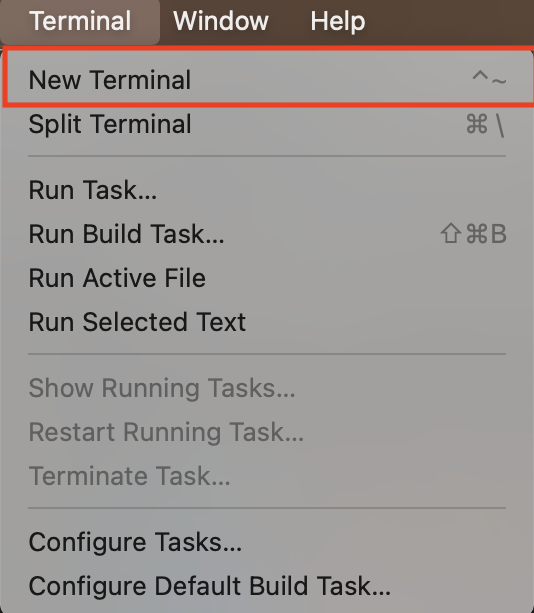 Terminal Window Help
New Terminal ^~
Split Terminal ⌘\
Run Task...
Run Build Task... ⇧⌘B
Run Active File
Run Selected Text
Show Running Tasks...
Restart Running Task...
Terminate Task...
Configure Tasks...
Configure Default Build Task...